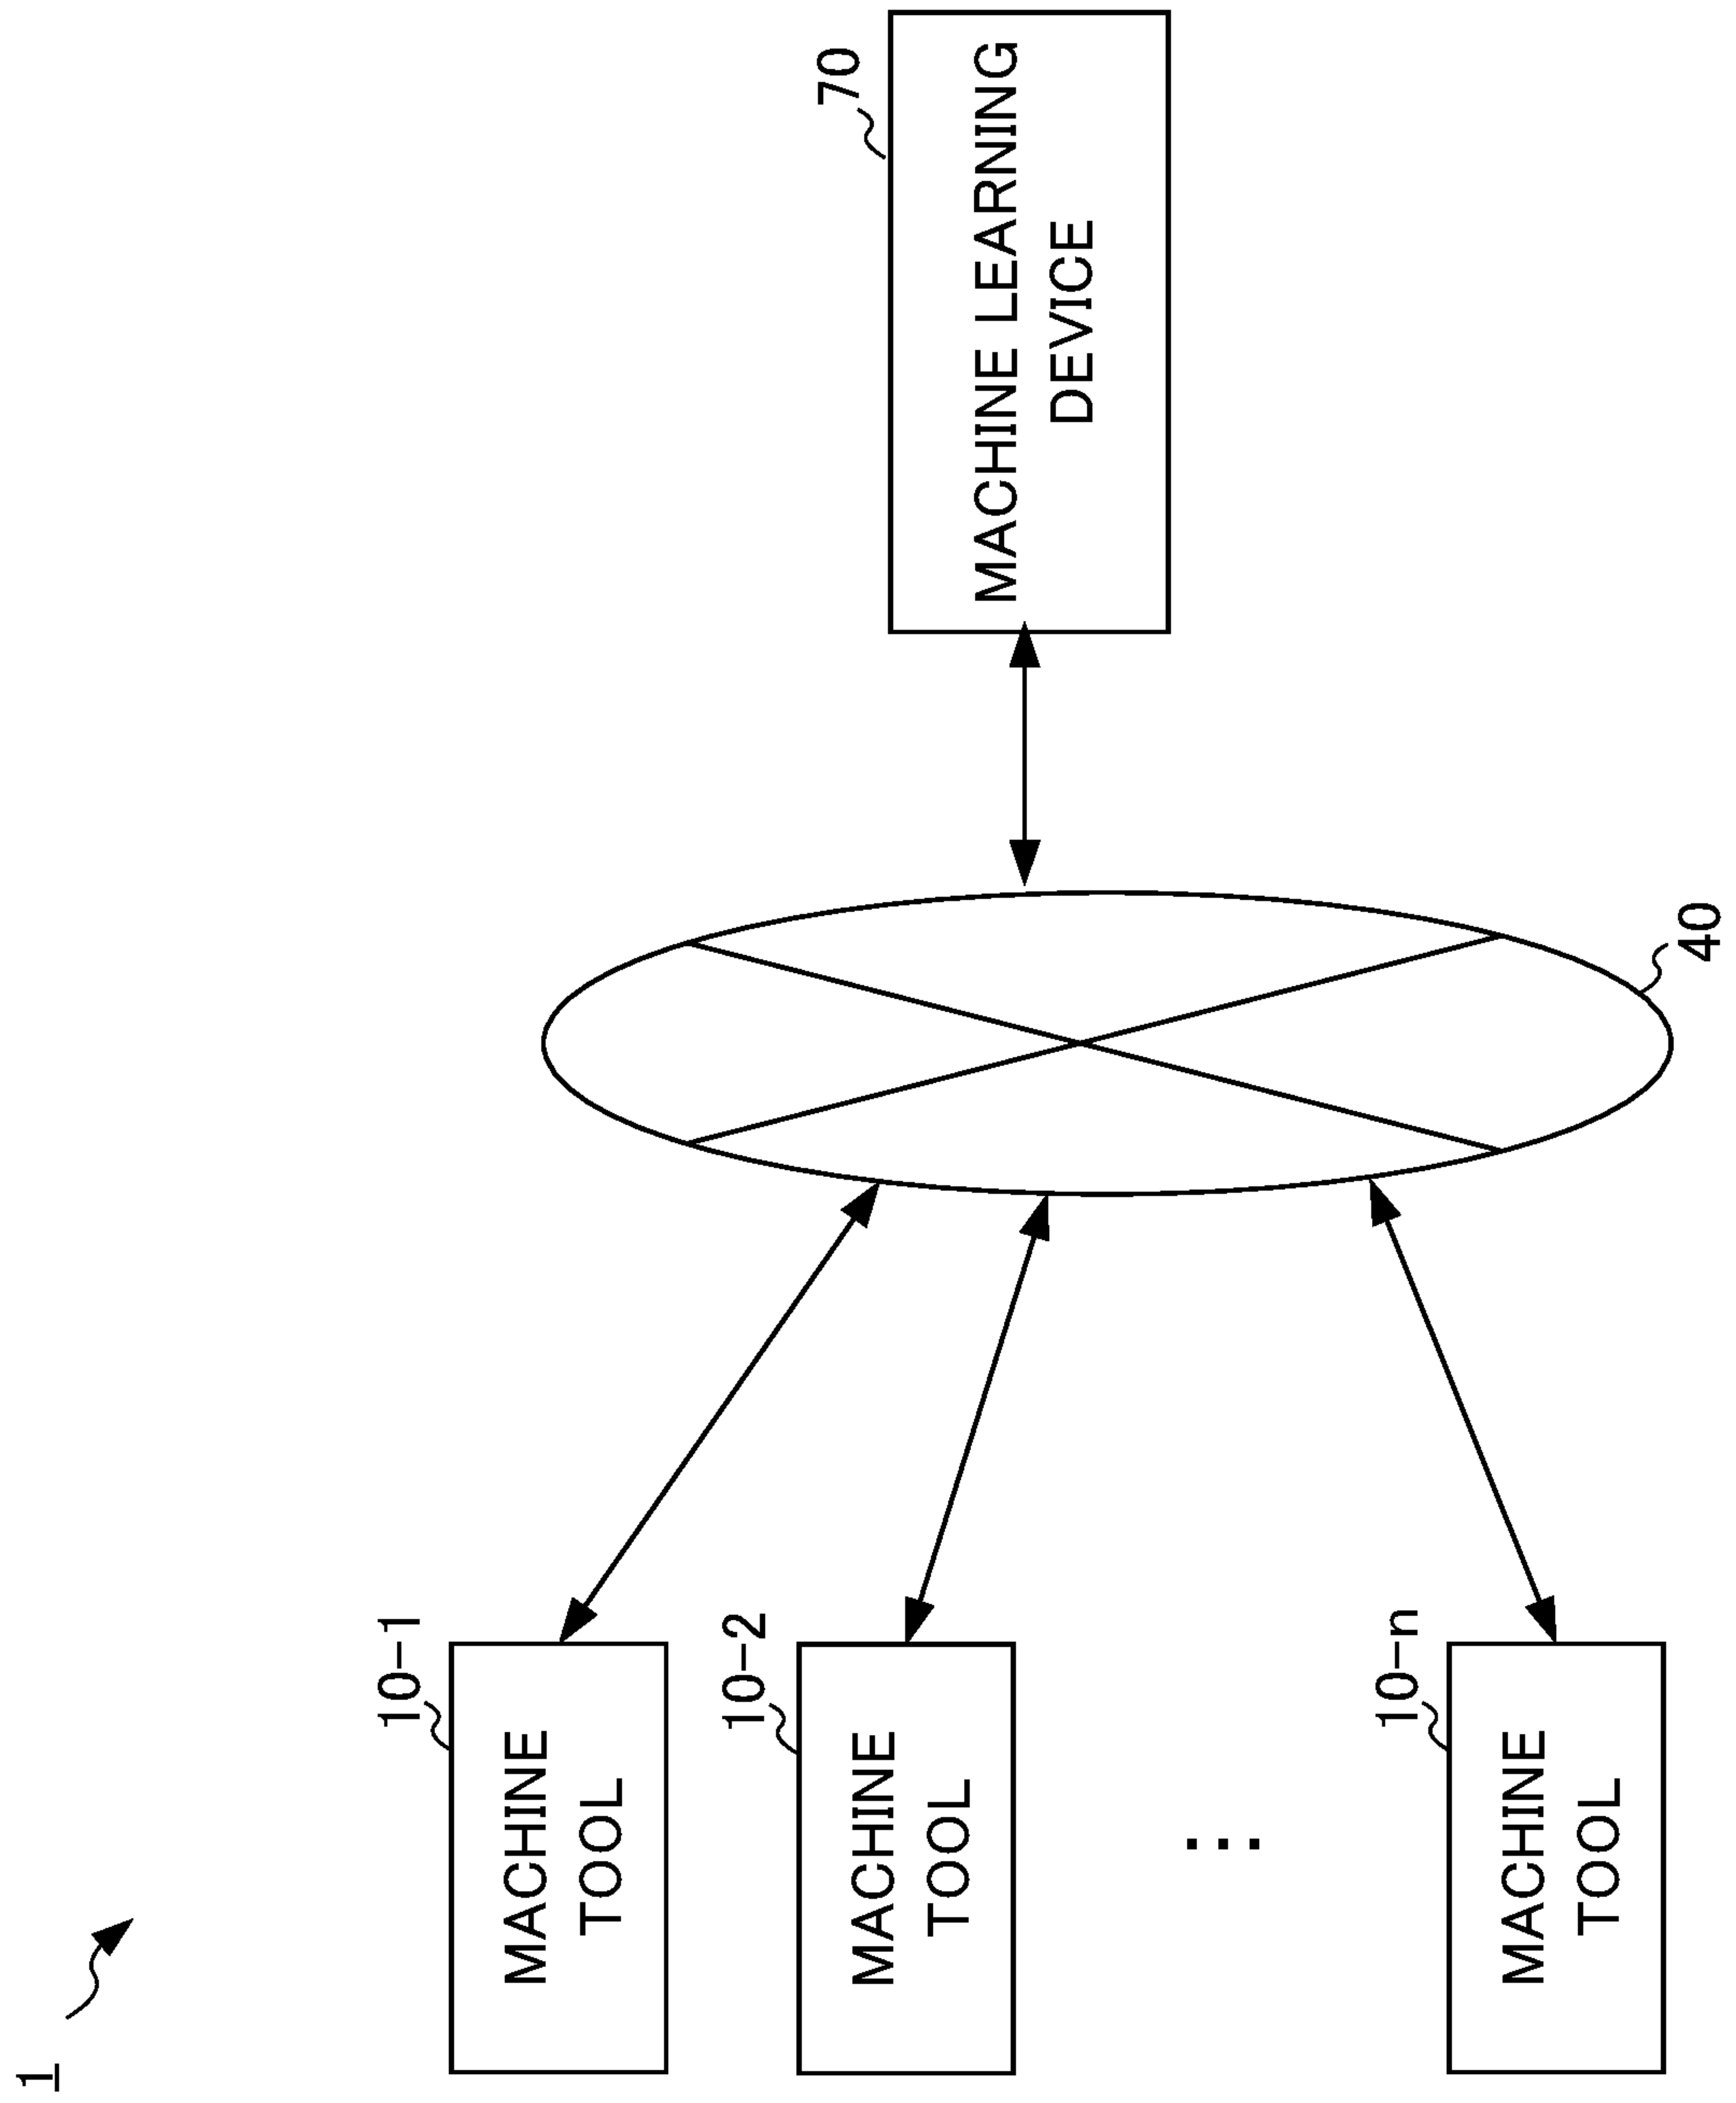 1
10-1
MACHINE
TOOL
10-2
MACHINE
TOOL
...
10-n
MACHINE
TOOL
40
70
MACHINE LEARNING
DEVICE